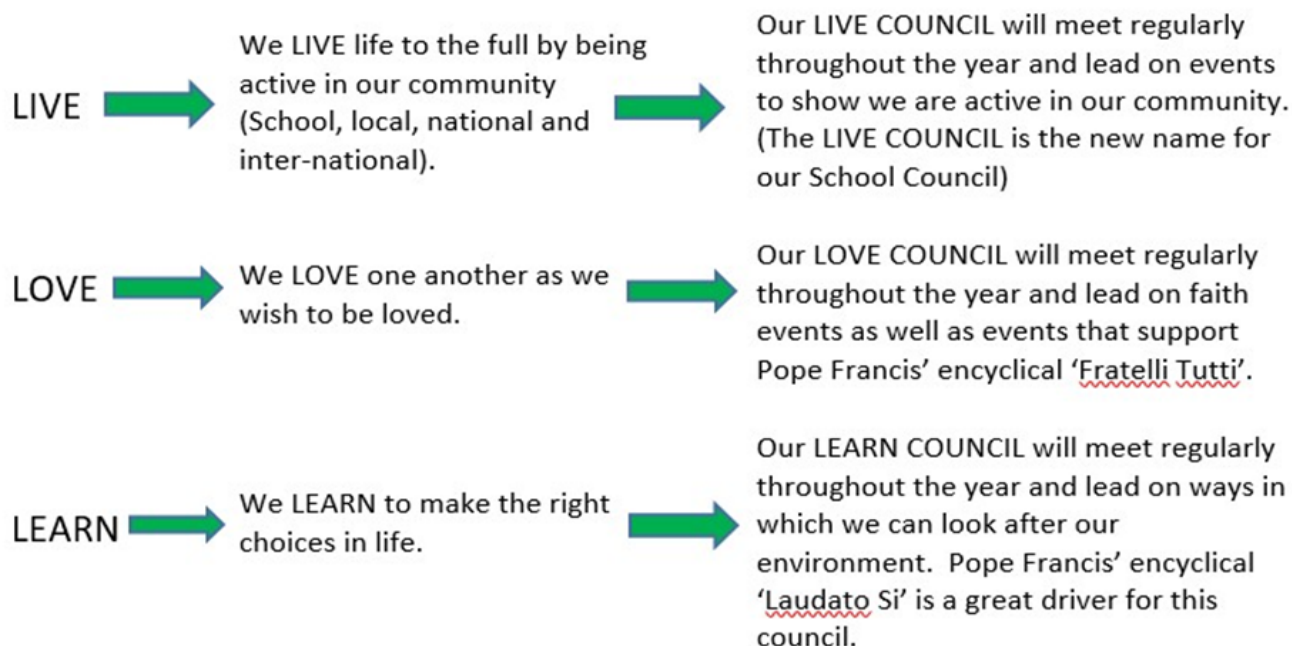 LIVE
We LIVE life to the full by being
active in our community
(School, local, national and
inter-national).
Our LIVE COUNCIL will meet regularly
throughout the year and lead on events
to show we are active in our community.
(The LIVE COUNCIL is the new name for
our School Council)
LOVE
We LOVE one another as we
wish to be loved.
Our LOVE COUNCIL will meet regularly
throughout the year and lead on faith
events as well as events that support
Pope Francis’ encyclical ‘Fratelli Tutti’.
LEARN
We LEARN to make the right
choices in life.
Our LEARN COUNCIL will meet regularly
throughout the year and lead on ways in
which we can look after our
environment.  Pope Francis’ encyclical
‘Laudato Si’ is a great driver for this
council.